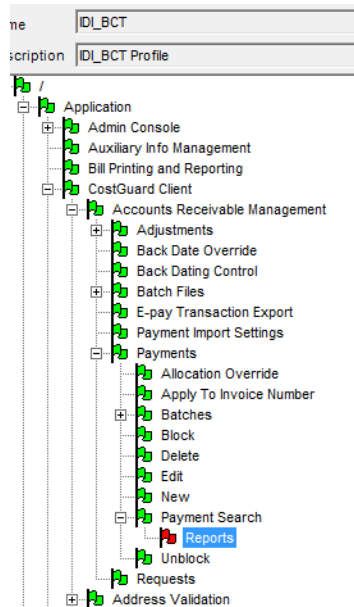 me IDI_BCT
scription IDI_BCT Profile
/
Application
Admin Console
Auxiliary Info Management
Bill Printing and Reporting
CostGuard Client
Accounts Receivable Management
Adjustments
Back Date Override
Back Dating Control
Batch Files
E-pay Transaction Export
Payment Import Settings
Payments
Allocation Override
Apply To Invoice Number
Batches
Block
Delete
Edit
New
Payment Search
Reports
Unblock
Requests
Address Validation